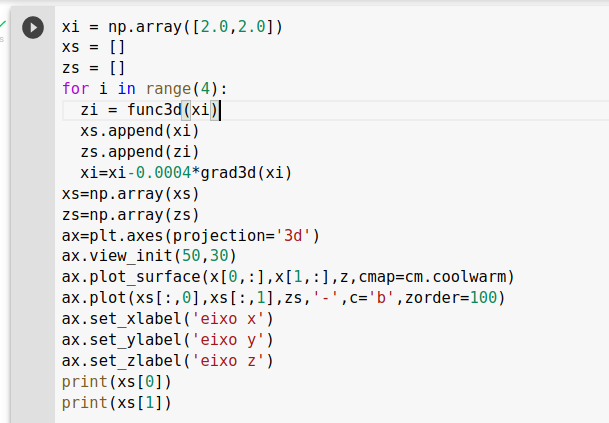 xi = np.array([2.0,2.0])
xs = []
zs = []
for i in range(4):
  zi = func3d(xi)
  xs.append(xi)
  zs.append(zi)
  xi=xi-0.0004*grad3d(xi)
xs=np.array(xs)
zs=np.array(zs)
ax=plt.axes(projection='3d')
ax.view_init(50,30)
ax.plot_surface(x[0,:],x[1,:],z,cmap=cm.coolwarm)
ax.plot(xs[:,0],xs[:,1],zs,'-',c='b',zorder=100)
ax.set_xlabel('eixo x')
ax.set_ylabel('eixo y')
ax.set_zlabel('eixo z')
print(xs[0])
print(xs[1])